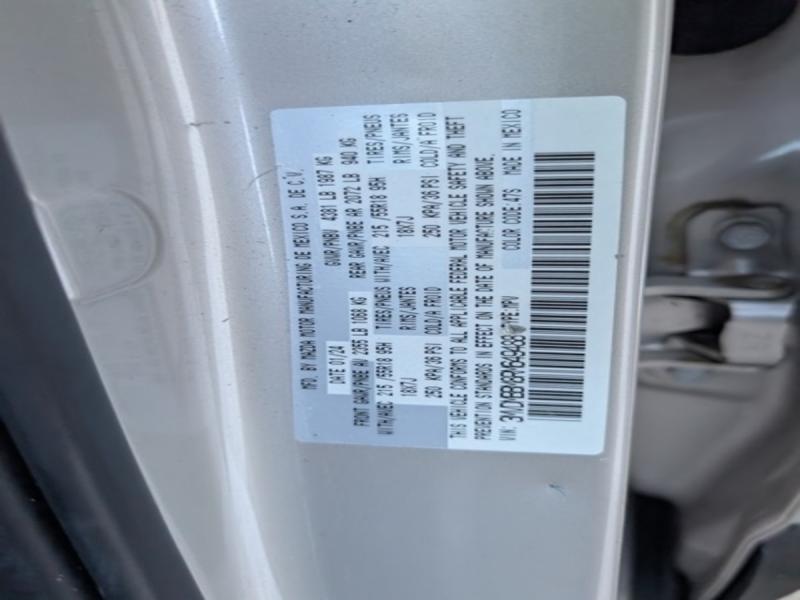 MFD. BY MAZDA MOTOR MANUFACTURING DE MEXICO S.A. DE C.V.
DATE 01/24 GVWR/PNBV 4381 LB 1987 KG
FRONT GAWR/PNBE AV 2355 LB 1068 KG REAR GAWR/PNBE AR 2072 LB 940 KG
WITH/AVEC 215 /55R18 95H TIRES/PNEUS WITH/AVEC 215 /55R18 95H TIRES/PNEUS
18X7J RIMS/JANTES 18X7J RIMS/JANTES
250 KPA/36 PSI COLD/A FROID 250 KPA/36 PSI COLD/A FROID
THIS VEHICLE CONFORMS TO ALL APPLICABLE FEDERAL MOTOR VEHICLE SAFETY AND THEFT
PREVENTION STANDARDS IN EFFECT ON THE DATE OF MANUFACTURE SHOWN ABOVE.
VIN: TYPE:MPV COLOR CODE 47S MADE IN MEXICO